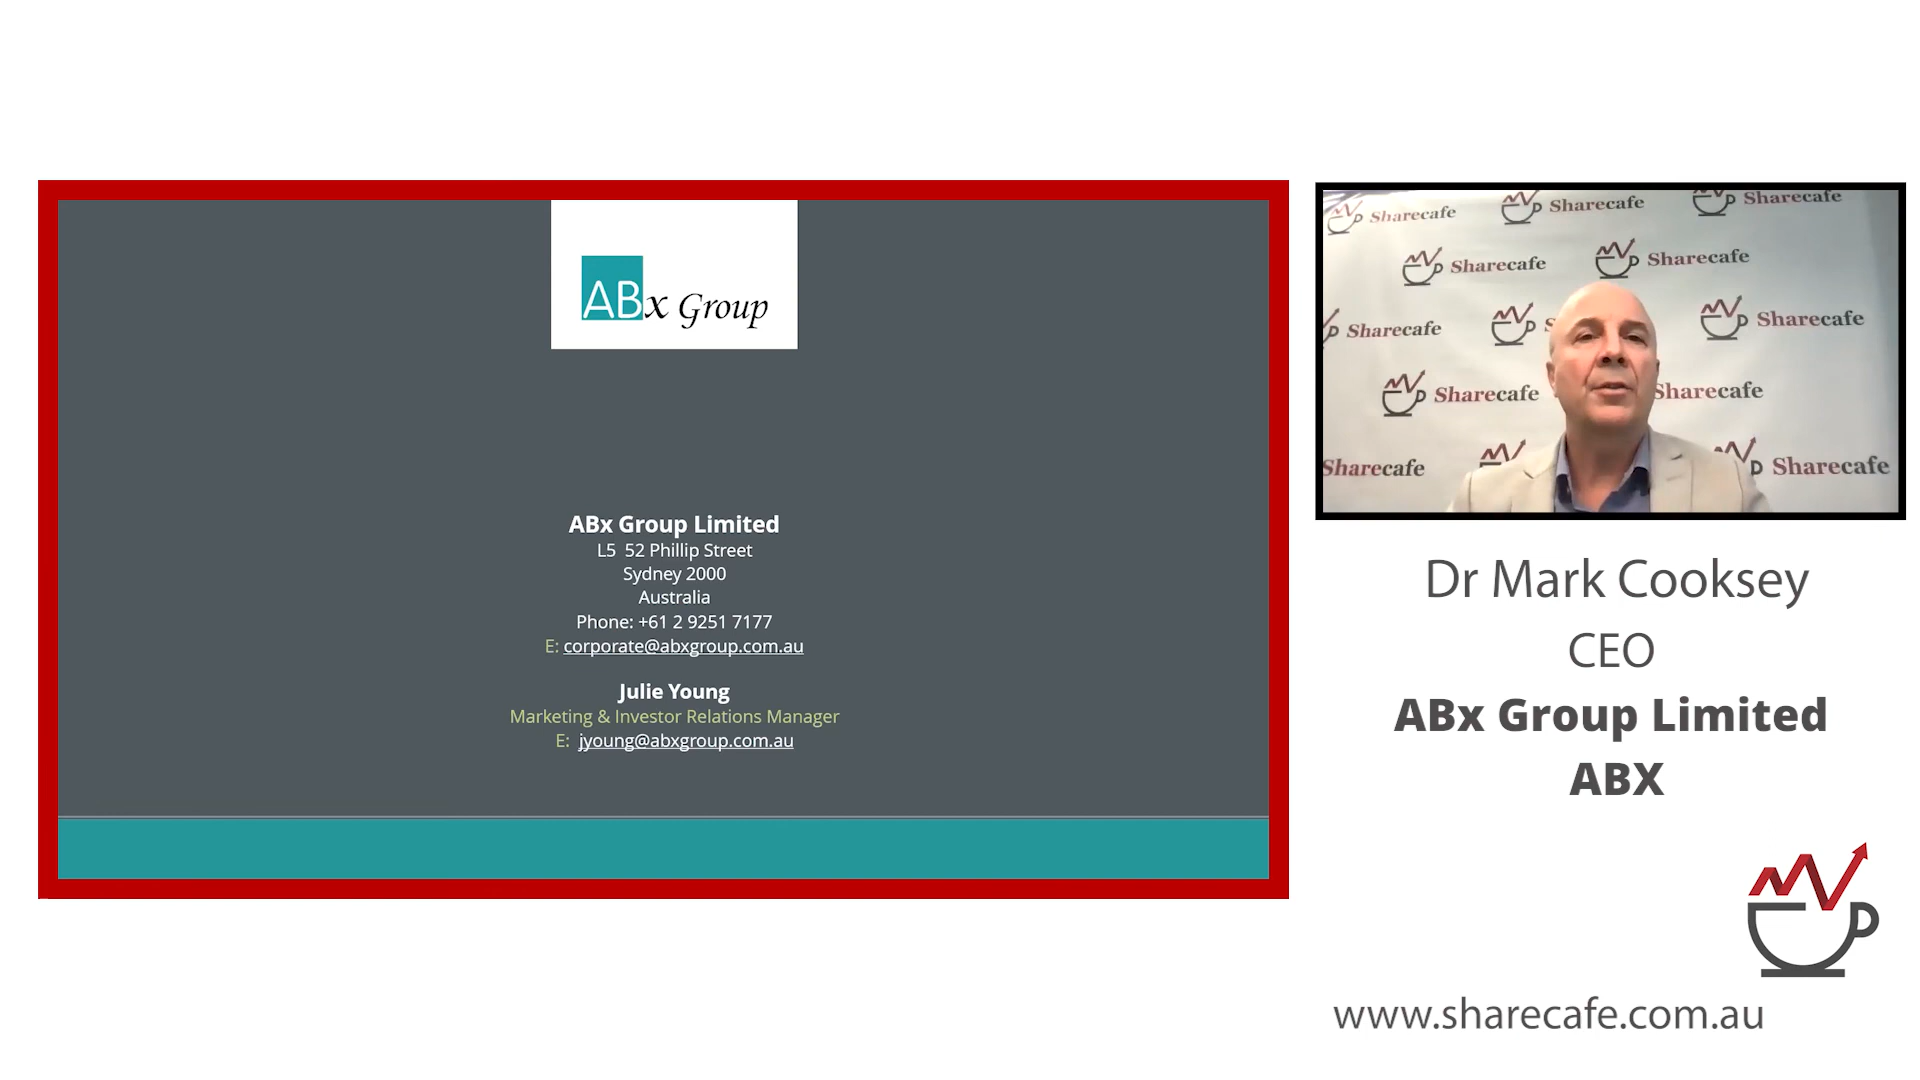 ABx Group
ABx Group Limited
L5 52 Phillip Street
Sydney 2000
Australia
Phone: +61 2 9251 7177
E: corporate@abxgroup.com.au
Julie Young
Marketing & Investor Relations Manager
E: jyoung@abxgroup.com.au
Sharecafe Sharecafe Sharecafe
Sharecafe Sharecafe
Sharecafe S Sharecafe
Sharecafe Sharecafe
Sharecafe Sharecafe
Dr Mark Cooksey
CEO
ABx Group Limited
ABX
www.sharecafe.com.au